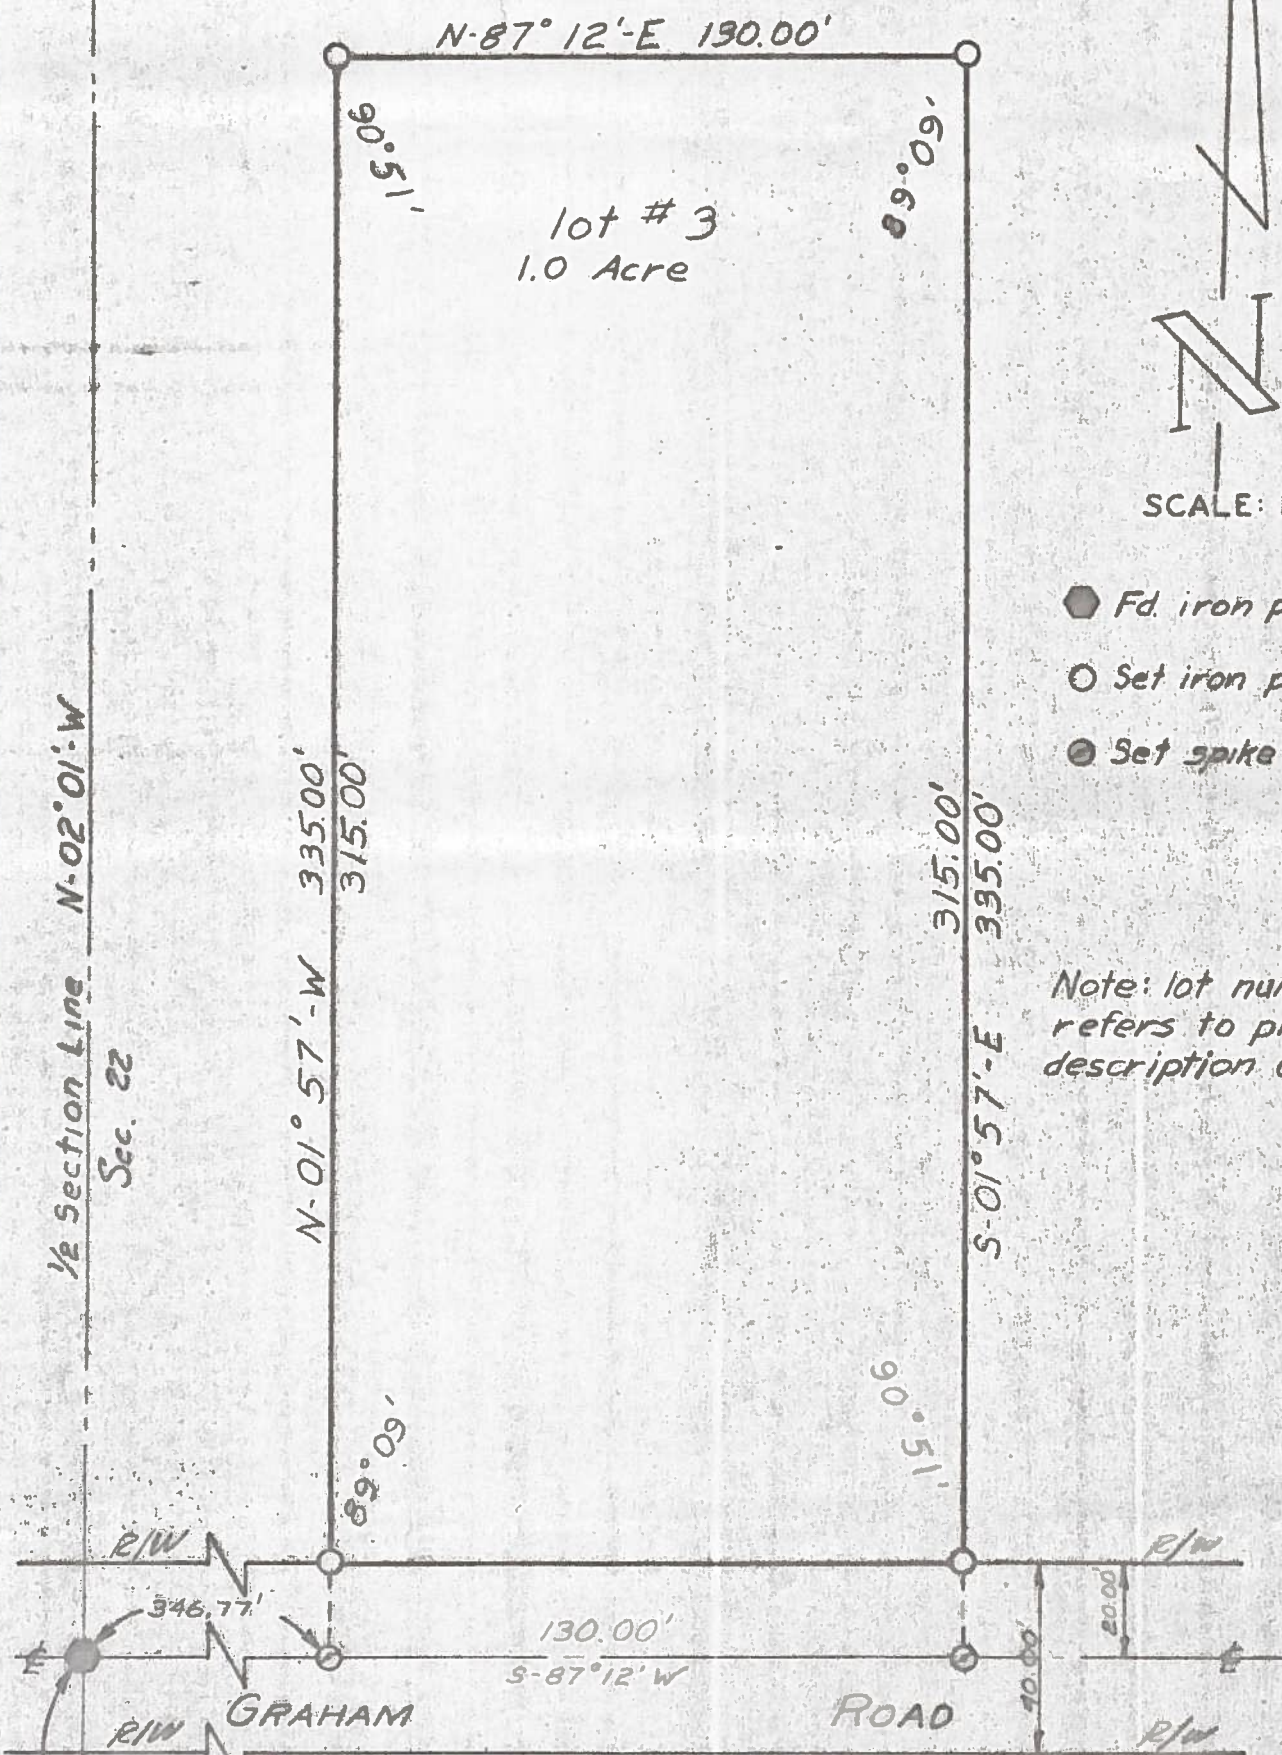 N-87° 12'-E 130.00'
90° 51'
89° 09'
lot # 3
1.0 Acre
N
SCALE:
Fd. iron p
Set iron p
Set spike
½ Section Line N-02° 01'-W
Sec. 22
N-01° 57'-W 335.00'
315.00'
315.00'
S-01° 57'-E 335.00'
Note: lot nu
refers to p
description
89° 09'
90° 51'
R/W
R/W
346.77'
130.00'
S-87° 12' W
20.00'
40.00'
℄
℄
GRAHAM ROAD
R/W
R/W